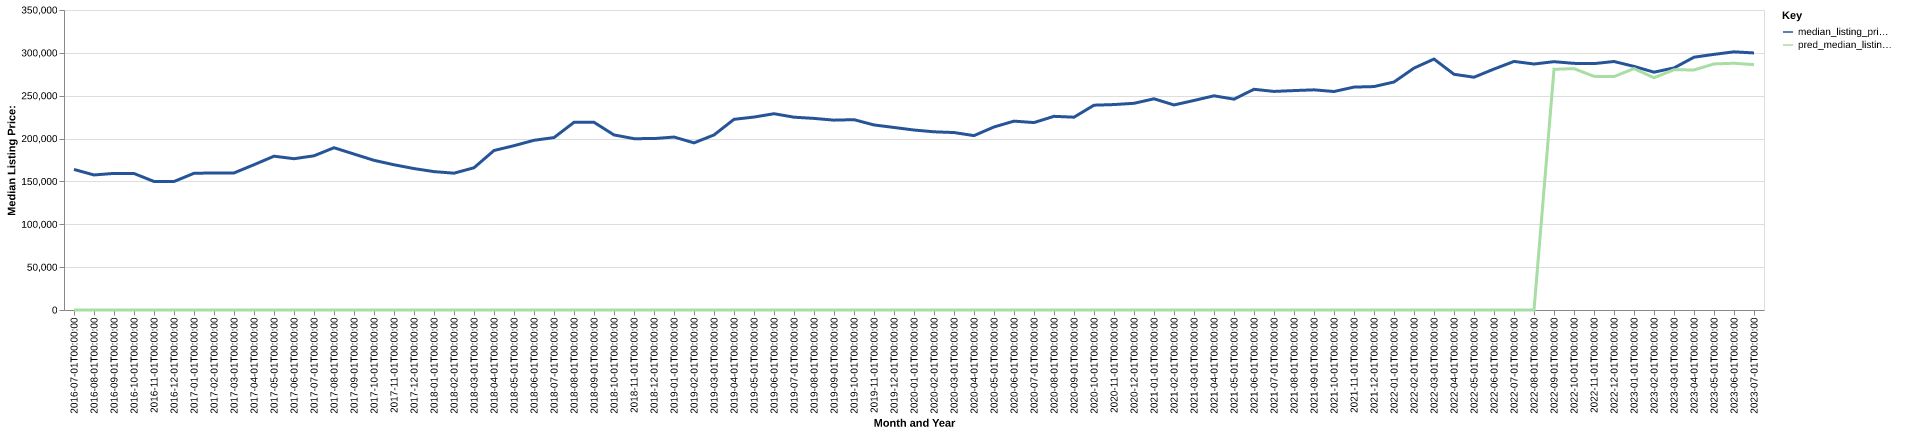 350,000
300,000
250,000
200,000
150,000
100,000
50,000
0
Median Listing Price:
2016-07-01T00:00:00
2016-08-01T00:00:00
2016-09-01T00:00:00
2016-10-01T00:00:00
2016-11-01T00:00:00
2016-12-01T00:00:00
2017-01-01T00:00:00
2017-02-01T00:00:00
2017-03-01T00:00:00
2017-04-01T00:00:00
2017-05-01T00:00:00
2017-06-01T00:00:00
2017-07-01T00:00:00
2017-08-01T00:00:00
2017-09-01T00:00:00
2017-10-01T00:00:00
2017-11-01T00:00:00
2017-12-01T00:00:00
2018-01-01T00:00:00
2018-02-01T00:00:00
2018-03-01T00:00:00
2018-04-01T00:00:00
2018-05-01T00:00:00
2018-06-01T00:00:00
2018-07-01T00:00:00
2018-08-01T00:00:00
2018-09-01T00:00:00
2018-10-01T00:00:00
2018-11-01T00:00:00
2018-12-01T00:00:00
2019-01-01T00:00:00
2019-02-01T00:00:00
2019-03-01T00:00:00
2019-04-01T00:00:00
2019-05-01T00:00:00
2019-06-01T00:00:00
2019-07-01T00:00:00
2019-08-01T00:00:00
2019-09-01T00:00:00
2019-10-01T00:00:00
2019-11-01T00:00:00
2019-12-01T00:00:00
2020-01-01T00:00:00
2020-02-01T00:00:00
2020-03-01T00:00:00
2020-04-01T00:00:00
2020-05-01T00:00:00
2020-06-01T00:00:00
2020-07-01T00:00:00
2020-08-01T00:00:00
2020-09-01T00:00:00
2020-10-01T00:00:00
2020-11-01T00:00:00
2020-12-01T00:00:00
2021-01-01T00:00:00
2021-02-01T00:00:00
2021-03-01T00:00:00
2021-04-01T00:00:00
2021-05-01T00:00:00
2021-06-01T00:00:00
2021-07-01T00:00:00
2021-08-01T00:00:00
2021-09-01T00:00:00
2021-10-01T00:00:00
2021-11-01T00:00:00
2021-12-01T00:00:00
2022-01-01T00:00:00
2022-02-01T00:00:00
2022-03-01T00:00:00
2022-04-01T00:00:00
2022-05-01T00:00:00
2022-06-01T00:00:00
2022-07-01T00:00:00
2022-08-01T00:00:00
2022-09-01T00:00:00
2022-10-01T00:00:00
2022-11-01T00:00:00
2022-12-01T00:00:00
2023-01-01T00:00:00
2023-02-01T00:00:00
2023-03-01T00:00:00
2023-04-01T00:00:00
2023-05-01T00:00:00
2023-06-01T00:00:00
2023-07-01T00:00:00
Month and Year
Key
median_listing_pri…
pred_median_listin…